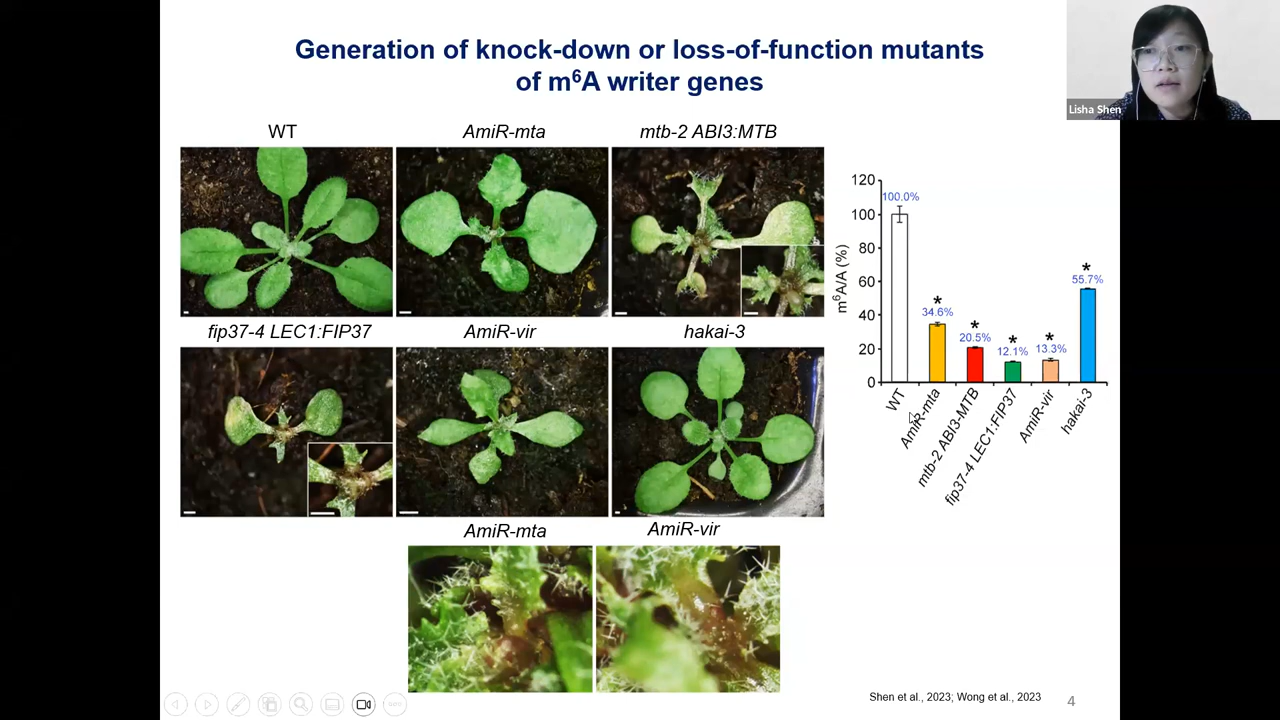 Generation of knock-down or loss-of-function mutants
of m⁶A writer genes
Lisha Shen
WT
AmiR-mta
mtb-2 ABI3:MTB
fip37-4 LEC1:FIP37
AmiR-vir
hakai-3
AmiR-mta
AmiR-vir
m⁶A/A (%)
120
100
80
60
40
20
0
100.0%
*
34.6%
*
20.5%
*
12.1%
*
13.3%
*
55.7%
WT
AmiR-mta
mtb-2 ABI3-MTB
fip37-4 LEC1:FIP37
AmiR-vir
hakai-3
Shen et al., 2023; Wong et al., 2023
4